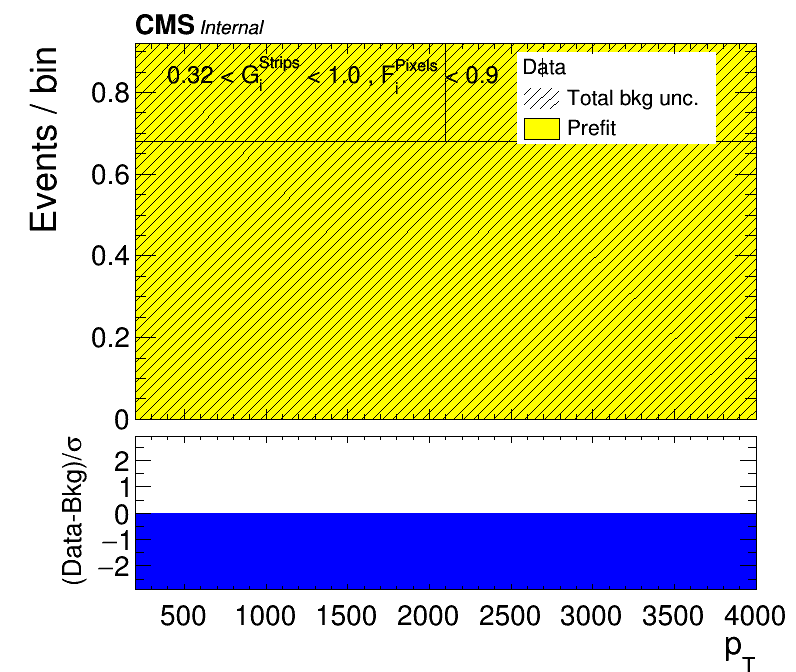 CMS Internal
Events / bin
0.32 < G_i^Strips < 1.0 , F_i^Pixels < 0.9
Data
Total bkg unc.
Prefit
0.8
0.6
0.4
0.2
0
(Data-Bkg)/σ
2
1
0
−1
−2
500 1000 1500 2000 2500 3000 3500 4000
p_T